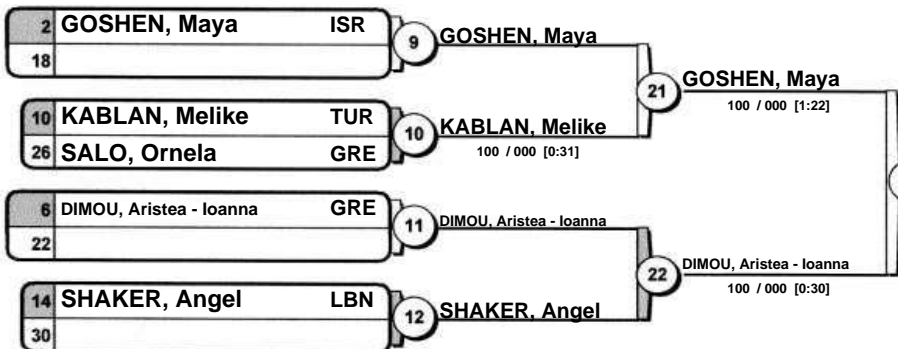 2 GOSHEN, Maya ISR
18
9 GOSHEN, Maya
10 KABLAN, Melike TUR
26 SALO, Ornela GRE
10 KABLAN, Melike
100 / 000 [0:31]
21 GOSHEN, Maya
100 / 000 [1:22]
6 DIMOU, Aristea - Ioanna GRE
22
11 DIMOU, Aristea - Ioanna
14 SHAKER, Angel LBN
30
12 SHAKER, Angel
22 DIMOU, Aristea - Ioanna
100 / 000 [0:30]